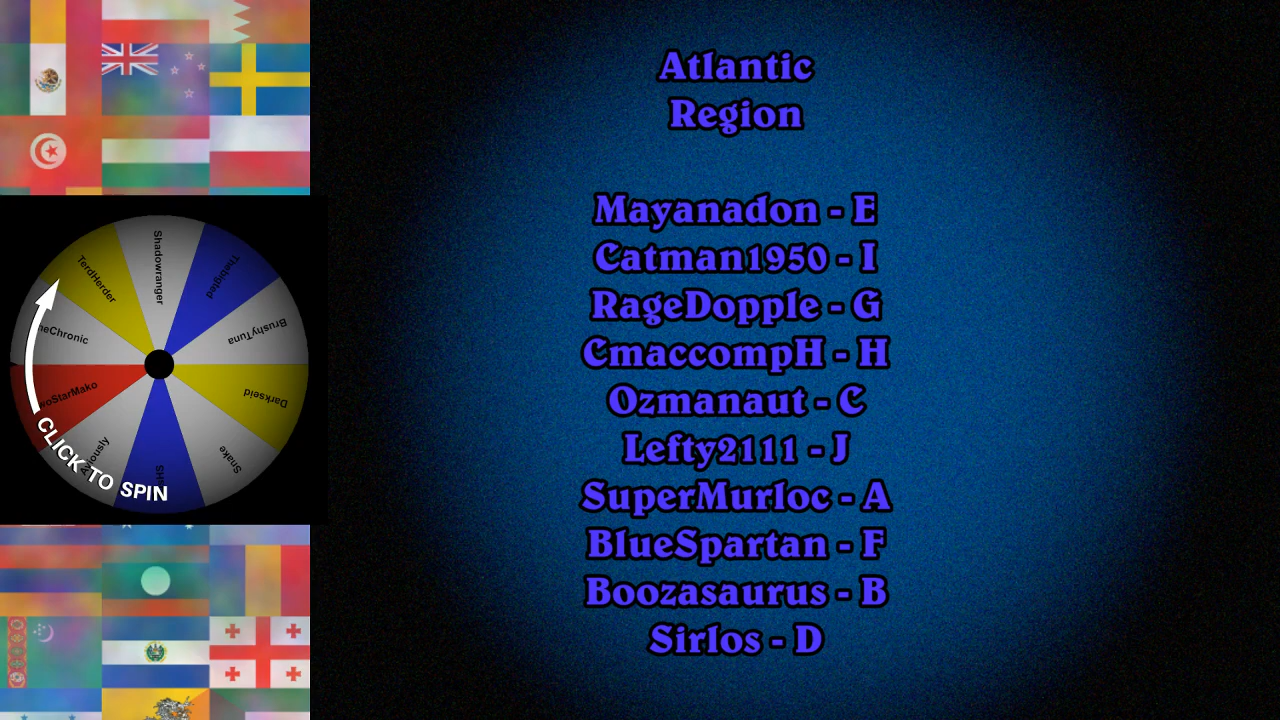 Atlantic
Region
Mayanadon - E
Catman1950 - I
RageDopple - G
CmaccompH - H
Ozmanaut - C
Lefty2111 - J
SuperMurloc - A
BlueSpartan - F
Boozasaurus - B
Sirlos - D
TerdHerder
Shadowranger
Thebigted
BrushyTuna
Darkseid
Snake
CLICK TO SPIN